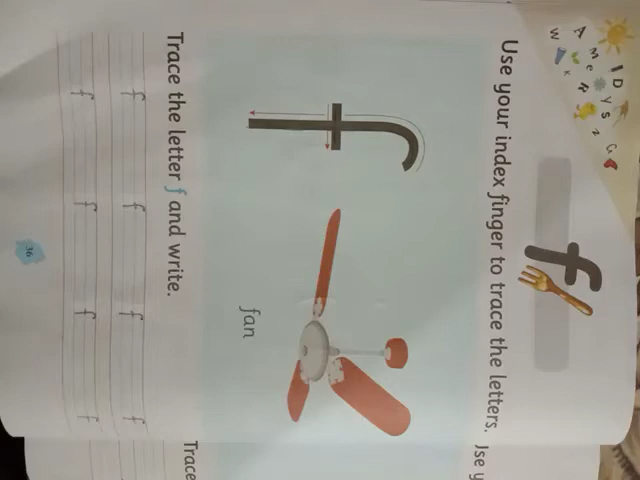 f
Use your index finger to trace the letters.
f
fan
Trace the letter f and write.
f f f f
f f f f
36
Trace